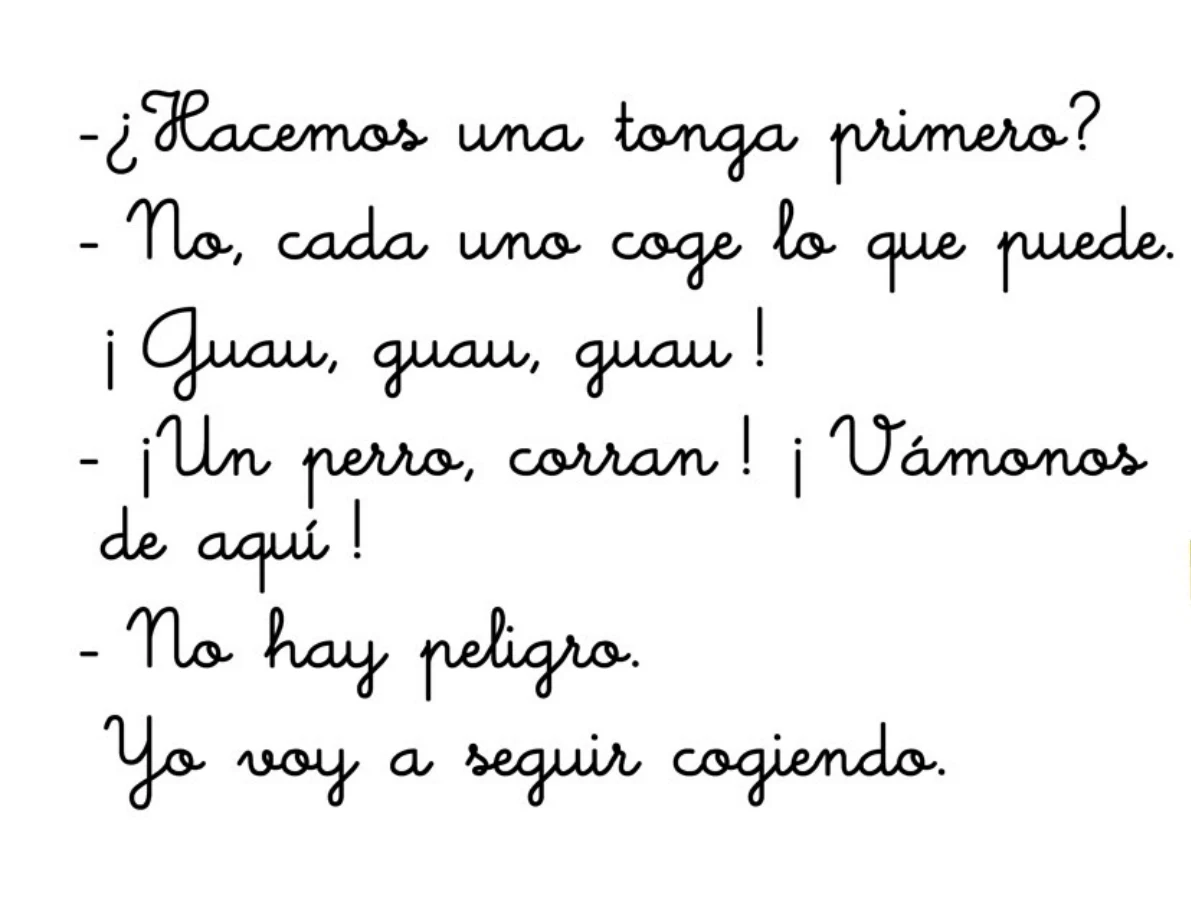 -¿Hacemos una tonga primero?
- No, cada uno coge lo que puede.
¡ Guau, guau, guau !
- ¡Un perro, corran ! ¡ Vámonos
de aquí !
- No hay peligro.
Yo voy a seguir cogiendo.